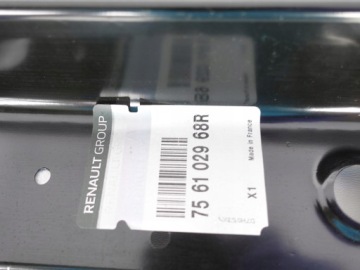 RENAULT GROUP
75 61 029 68R
Made in France
X1